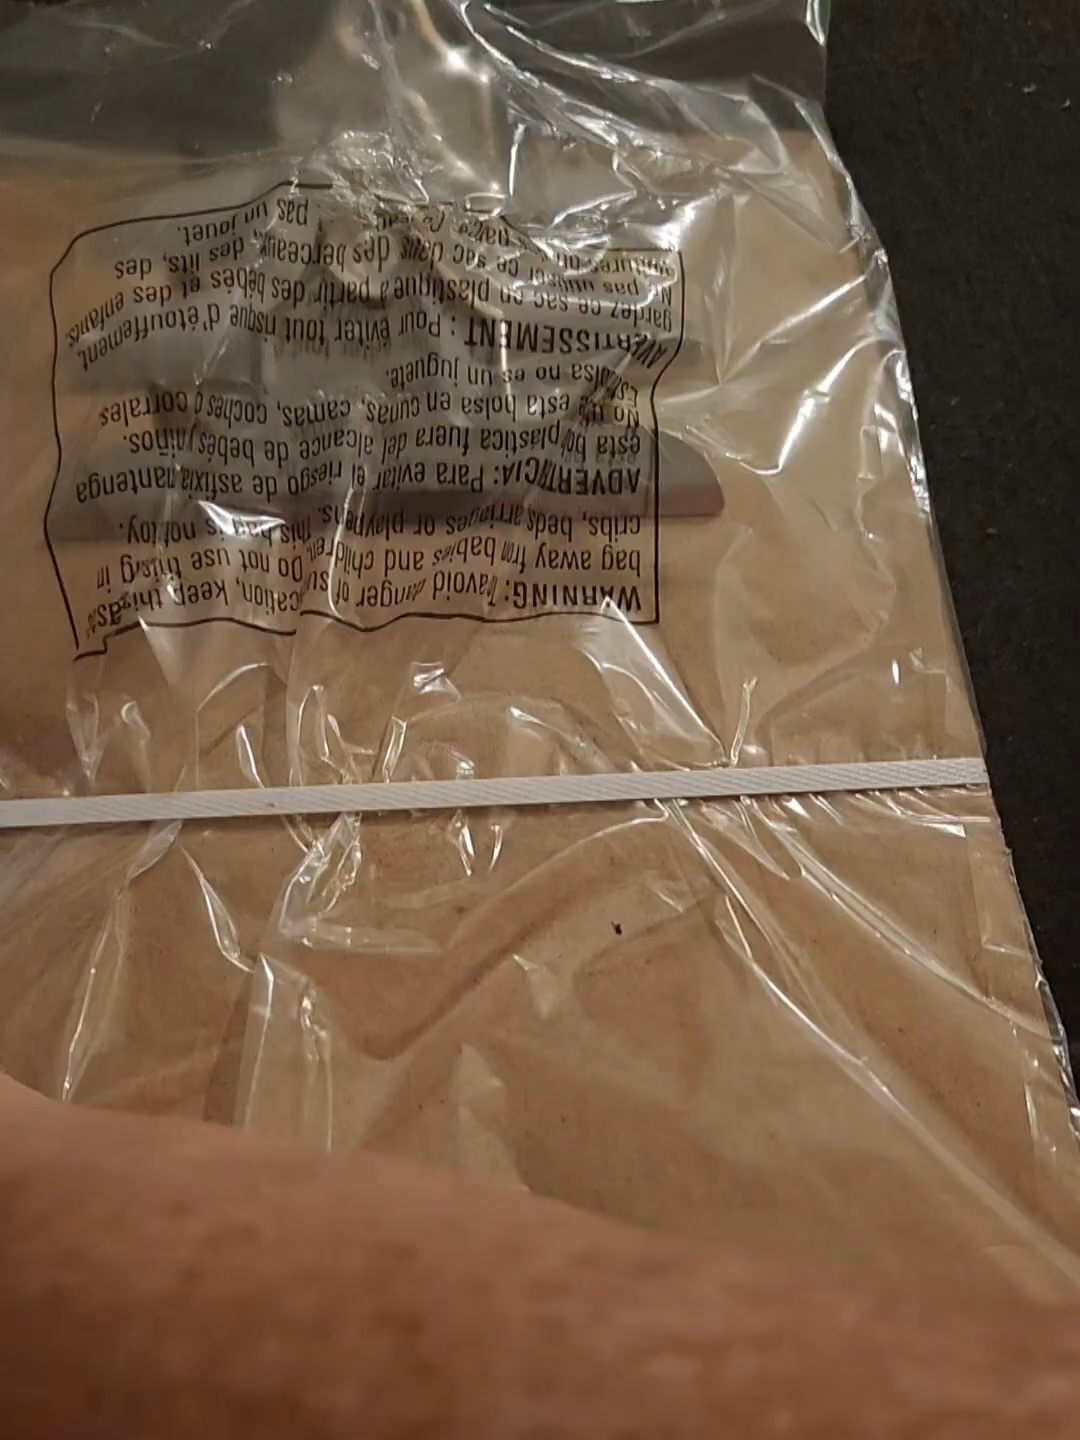 WARNING: To avoid danger of suffocation, keep this
bag away from babies and children. Do not use this bag in
cribs, beds, carriages or playpens. This bag is not toy.
ADVERTENCIA: Para evitar el riesgo de asfixia mantenga
esta bolsa plastica fuera del alcance de bebés y niños.
No use esta bolsa en cunas, camas, coches o corrales
Esta bolsa no es un juguete.
AVERTISSEMENT : Pour éviter tout risque d'étouffement,
gardez ce sac en plastique à partir des bébés et des enfants.
Ne pas utiliser ce sac dans des berceaux, des lits, des
pas un jouet.